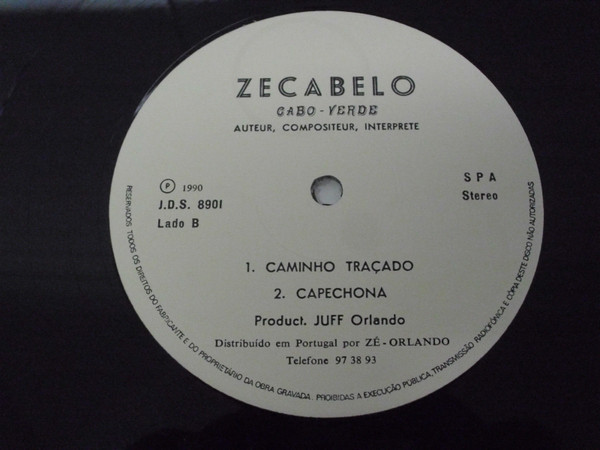 ZECABELO
CABO-VERDE
AUTEUR, COMPOSITEUR, INTERPRETE
Ⓟ 1990
J.D.S. 8901
Lado B
SPA
Stereo
1. CAMINHO TRAÇADO
2. CAPECHONA
Product. JUFF Orlando
Distribuído em Portugal por ZÉ-ORLANDO
Telefone 97 38 93
RESERVADOS TODOS OS DIREITOS DO FABRICANTE E DO PROPRIETÁRIO DA OBRA GRAVADA. PROIBIDAS A EXECUÇÃO PÚBLICA, TRANSMISSÃO RADIOFÓNICA E CÓPIA DESTE DISCO NÃO AUTORIZADAS